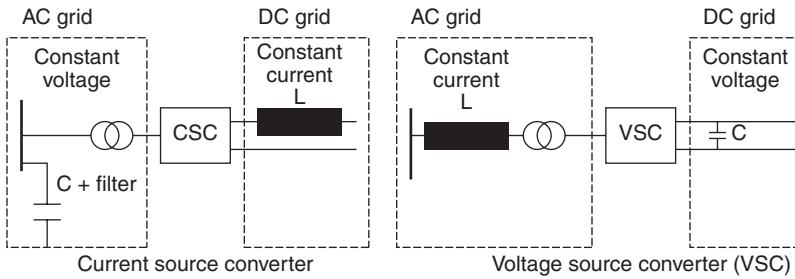 AC grid
DC grid
Constant
voltage
Constant
current
L
CSC
C + filter
Current source converter
AC grid
DC grid
Constant
current
L
Constant
voltage
VSC
C
Voltage source converter (VSC)